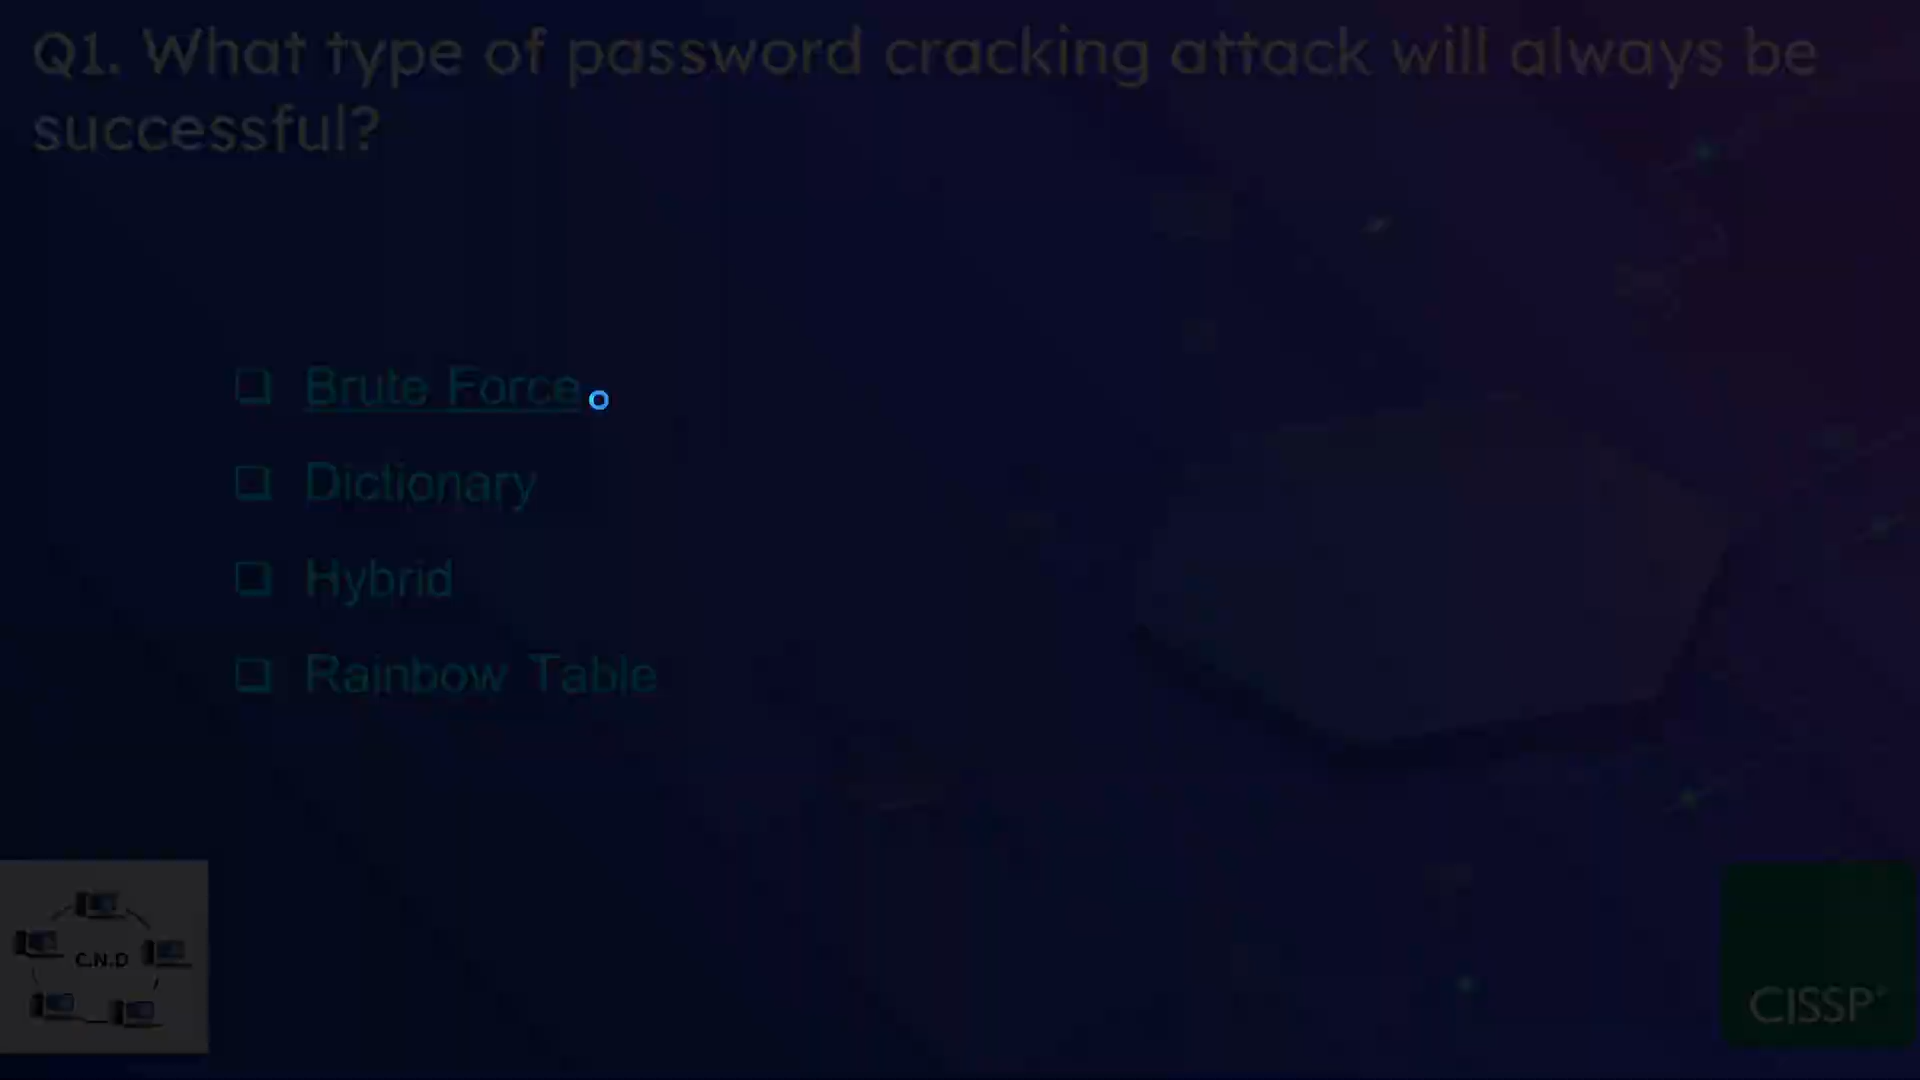 Q1. What type of password cracking attack will always be
successful?
❑ Brute Force
❑ Dictionary
❑ Hybrid
❑ Rainbow Table
C.N.D
CISSP®